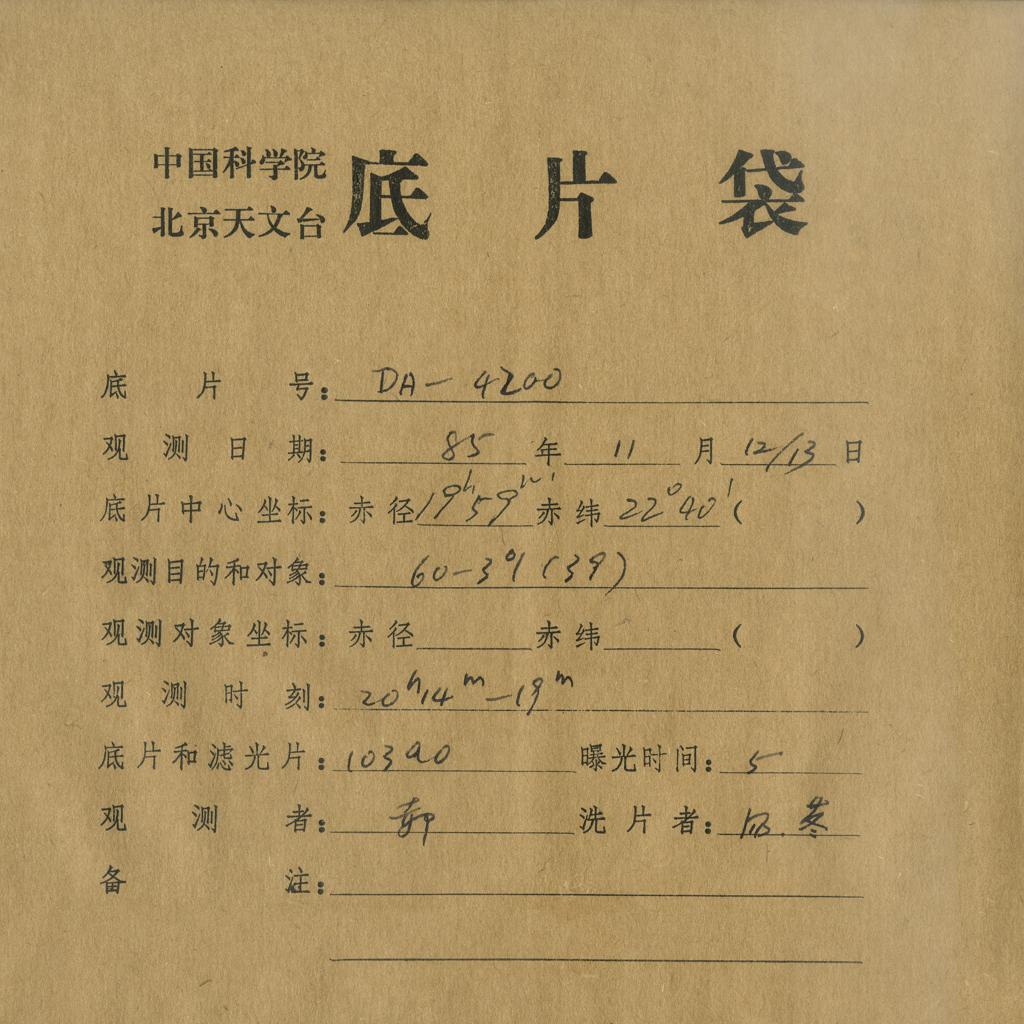 中国科学院
北京天文台
底片袋
底片号： DA-4200
观测日期： 85 年 11 月 12/13 日
底片中心坐标：赤径 19h59m 赤纬 22°40′ (  )
观测目的和对象： 60-3°1 (39)
观测对象坐标：赤径 赤纬 (  )
观测时刻： 20h14m-19m
底片和滤光片： 103aO 曝光时间： 5
观测者： 洗片者：
备注：